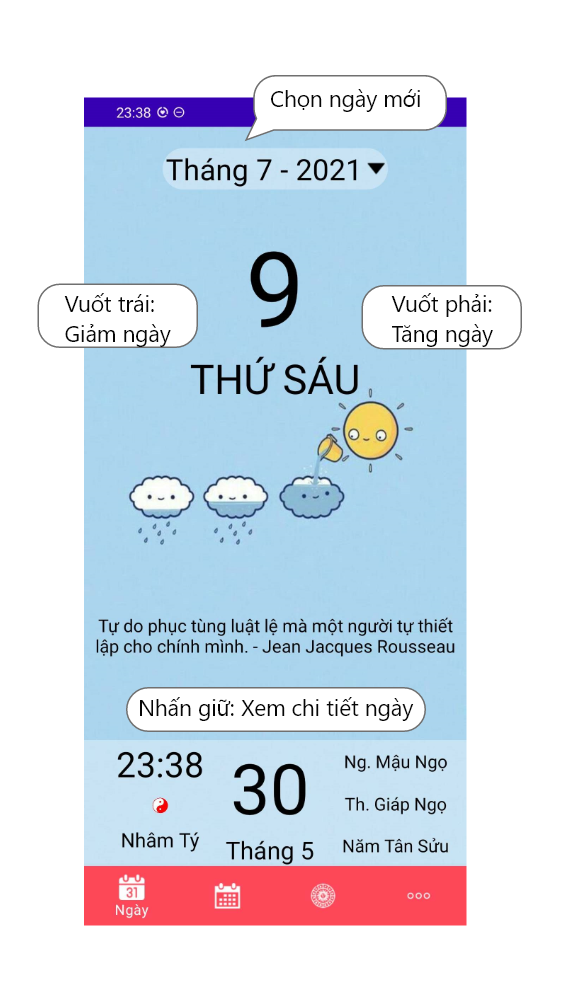 Chọn ngày mới
23:38
Tháng 7 - 2021
9
Vuốt trái:
Giảm ngày
Vuốt phải:
Tăng ngày
THỨ SÁU
Tự do phục tùng luật lệ mà một người tự thiết
lập cho chính mình. - Jean Jacques Rousseau
Nhấn giữ: Xem chi tiết ngày
23:38
Nhâm Tý
30
Tháng 5
Ng. Mậu Ngọ
Th. Giáp Ngọ
Năm Tân Sửu
31
Ngày